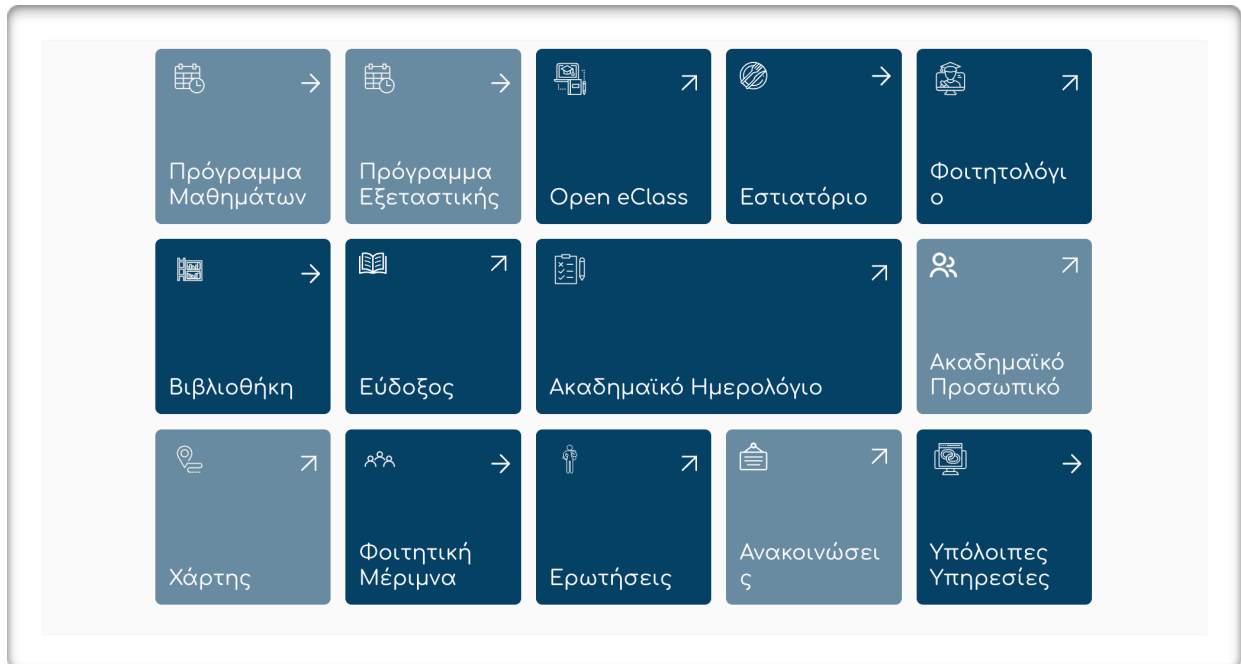 Πρόγραμμα
Μαθημάτων
Πρόγραμμα
Εξεταστικής
Open eClass
Εστιατόριο
Φοιτητολόγι
ο
Βιβλιοθήκη
Εύδοξος
Ακαδημαϊκό Ημερολόγιο
Ακαδημαϊκό
Προσωπικό
Χάρτης
Φοιτητική
Μέριμνα
Ερωτήσεις
Ανακοινώσει
ς
Υπόλοιπες
Υπηρεσίες